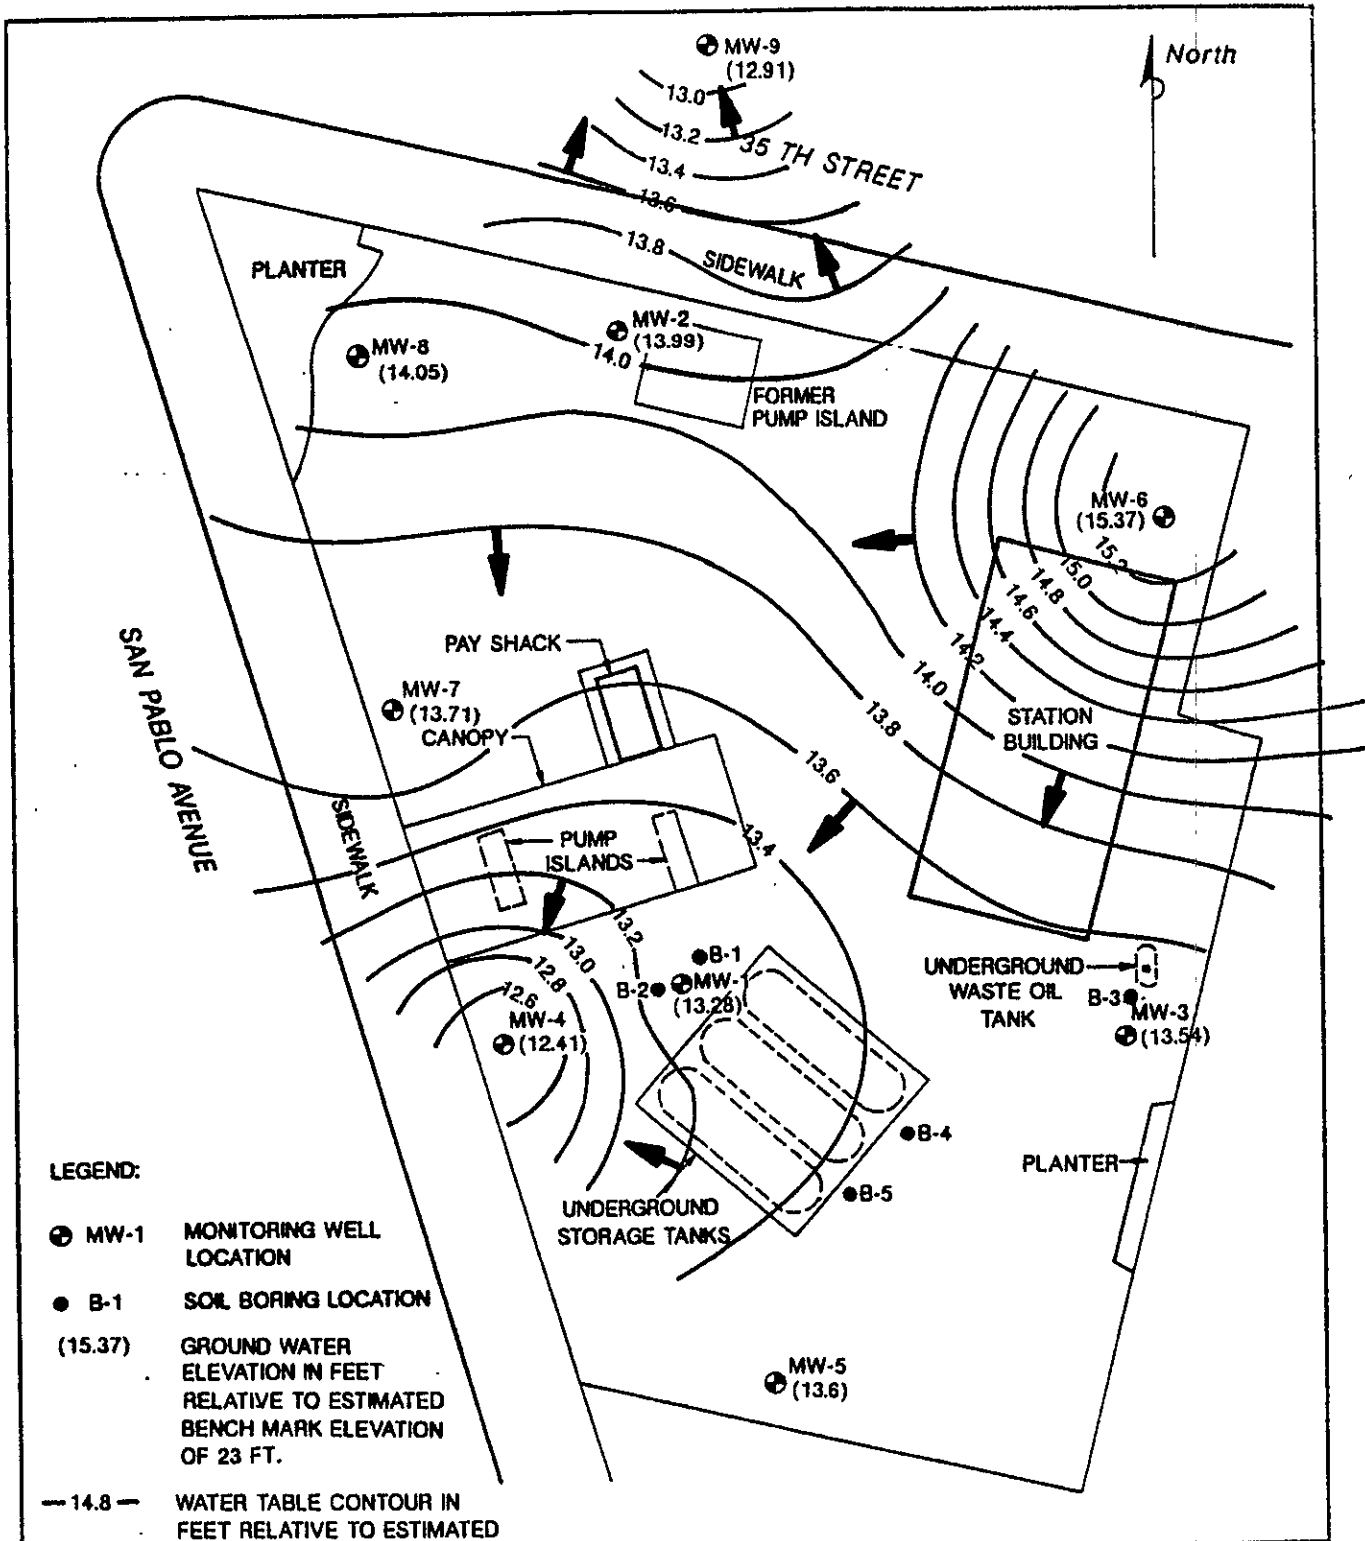 MW-9
(12.91)
North
13.0
13.2
35 TH STREET
13.4
13.6
13.8
SIDEWALK
PLANTER
MW-2
(13.99)
MW-8
(14.05)
14.0
FORMER
PUMP ISLAND
MW-6
(15.37)
15.2
15.0
14.8
14.6
14.4
14.2
14.0
13.8
13.6
SAN PABLO AVENUE
PAY SHACK
MW-7
(13.71)
CANOPY
STATION
BUILDING
SIDEWALK
PUMP
ISLANDS
13.4
13.2
13.0
12.8
12.6
B-1
B-2
MW-1
(13.28)
MW-4
(12.41)
UNDERGROUND
WASTE OIL
TANK
B-3
MW-3
(13.54)
B-4
B-5
PLANTER
UNDERGROUND
STORAGE TANKS
MW-5
(13.6)
LEGEND:
MW-1 MONITORING WELL
LOCATION
B-1 SOIL BORING LOCATION
(15.37) GROUND WATER
ELEVATION IN FEET
RELATIVE TO ESTIMATED
BENCH MARK ELEVATION
OF 23 FT.
— 14.8 — WATER TABLE CONTOUR IN
FEET RELATIVE TO ESTIMATED